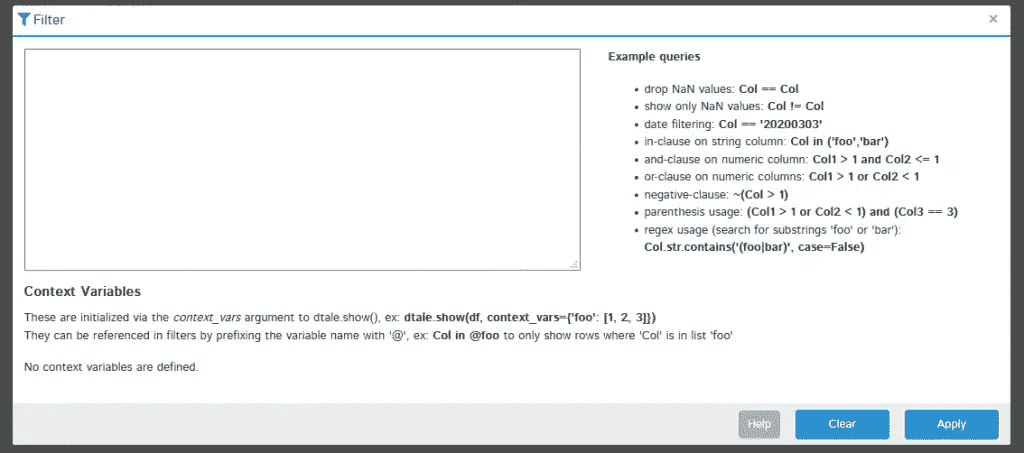 Filter
×
Example queries
drop NaN values: Col == Col
show only NaN values: Col != Col
date filtering: Col == '20200303'
in-clause on string column: Col in ('foo','bar')
and-clause on numeric column: Col1 > 1 and Col2 <= 1
or-clause on numeric columns: Col1 > 1 or Col2 < 1
negative-clause: ~(Col > 1)
parenthesis usage: (Col1 > 1 or Col2 < 1) and (Col3 == 3)
regex usage (search for substrings 'foo' or 'bar'):
Col.str.contains('(foo|bar)', case=False)
Context Variables
These are initialized via the context_vars argument to dtale.show(), ex: dtale.show(df, context_vars={'foo': [1, 2, 3]})
They can be referenced in filters by prefixing the variable name with '@', ex: Col in @foo to only show rows where 'Col' is in list 'foo'
No context variables are defined.
Help
Clear
Apply